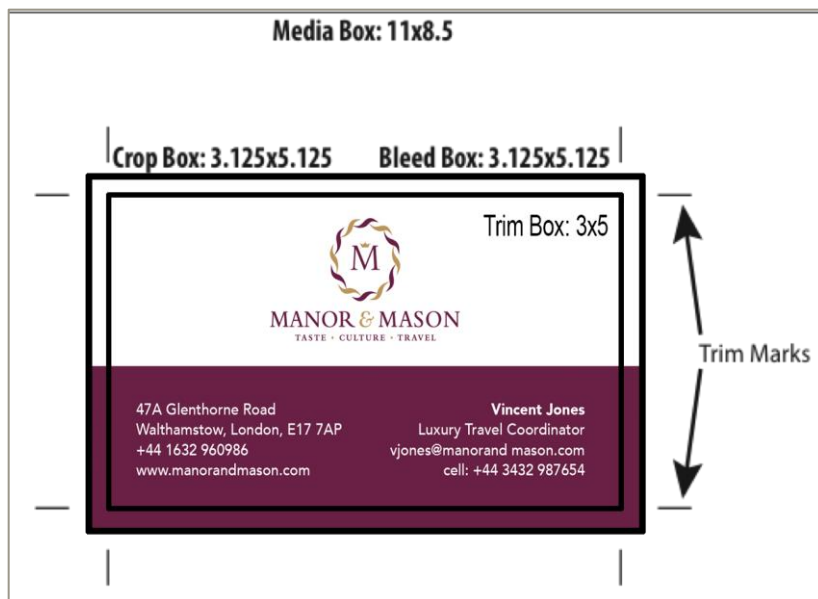 Media Box: 11x8.5
Crop Box: 3.125x5.125
Bleed Box: 3.125x5.125
Trim Box: 3x5
M
MANOR & MASON
TASTE • CULTURE • TRAVEL
Trim Marks
47A Glenthorne Road
Walthamstow, London, E17 7AP
+44 1632 960986
www.manorandmason.com
Vincent Jones
Luxury Travel Coordinator
vjones@manorand mason.com
cell: +44 3432 987654